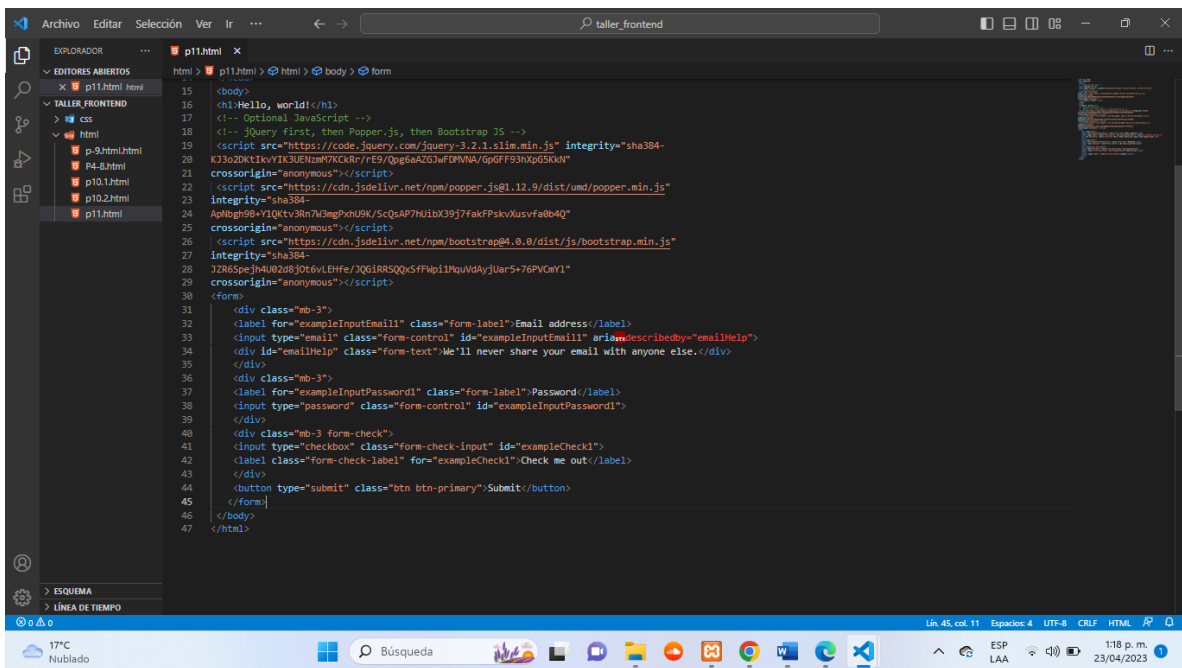 Archivo Editar Selección Ver Ir ··· taller_frontend
EXPLORADOR ···
EDITORES ABIERTOS
p11.html html
TALLER_FRONTEND
css
html
p-9.html.html
P4-8.html
p10.1.html
p10.2.html
p11.html
ESQUEMA
LÍNEA DE TIEMPO
p11.html
html > p11.html > html > body > form
15 <body>
16 <h1>Hello, world!</h1>
17 <!-- Optional JavaScript -->
18 <!-- jQuery first, then Popper.js, then Bootstrap JS -->
19 <script src="https://code.jquery.com/jquery-3.2.1.slim.min.js" integrity="sha384-
20 KJ3o2DKtIkvYIK3UENzmM7KCkRr/rE9/Qpg6aAZGJwFDMVNA/GpGFF93hXpG5KkN"
21 crossorigin="anonymous"></script>
22 <script src="https://cdn.jsdelivr.net/npm/popper.js@1.12.9/dist/umd/popper.min.js"
23 integrity="sha384-
24 ApNbgh9B+Y1QKtv3Rn7W3mgPxhU9K/ScQsAP7hUibX39j7fakFPskvXusvfa0b4Q"
25 crossorigin="anonymous"></script>
26 <script src="https://cdn.jsdelivr.net/npm/bootstrap@4.0.0/dist/js/bootstrap.min.js"
27 integrity="sha384-
28 JZR6Spejh4U02d8jOt6vLEHfe/JQGiRRSQQxSfFWpi1MquVdAyjUar5+76PVCmYl"
29 crossorigin="anonymous"></script>
30 <form>
31 <div class="mb-3">
32 <label for="exampleInputEmail1" class="form-label">Email address</label>
33 <input type="email" class="form-control" id="exampleInputEmail1" aria describedby="emailHelp">
34 <div id="emailHelp" class="form-text">We'll never share your email with anyone else.</div>
35 </div>
36 <div class="mb-3">
37 <label for="exampleInputPassword1" class="form-label">Password</label>
38 <input type="password" class="form-control" id="exampleInputPassword1">
39 </div>
40 <div class="mb-3 form-check">
41 <input type="checkbox" class="form-check-input" id="exampleCheck1">
42 <label class="form-check-label" for="exampleCheck1">Check me out</label>
43 </div>
44 <button type="submit" class="btn btn-primary">Submit</button>
45 </form>
46 </body>
47 </html>
0 0 Lín. 45, col. 11 Espacios: 4 UTF-8 CRLF HTML
17°C
Nublado
Búsqueda
ESP
LAA
1:18 p. m.
23/04/2023
1